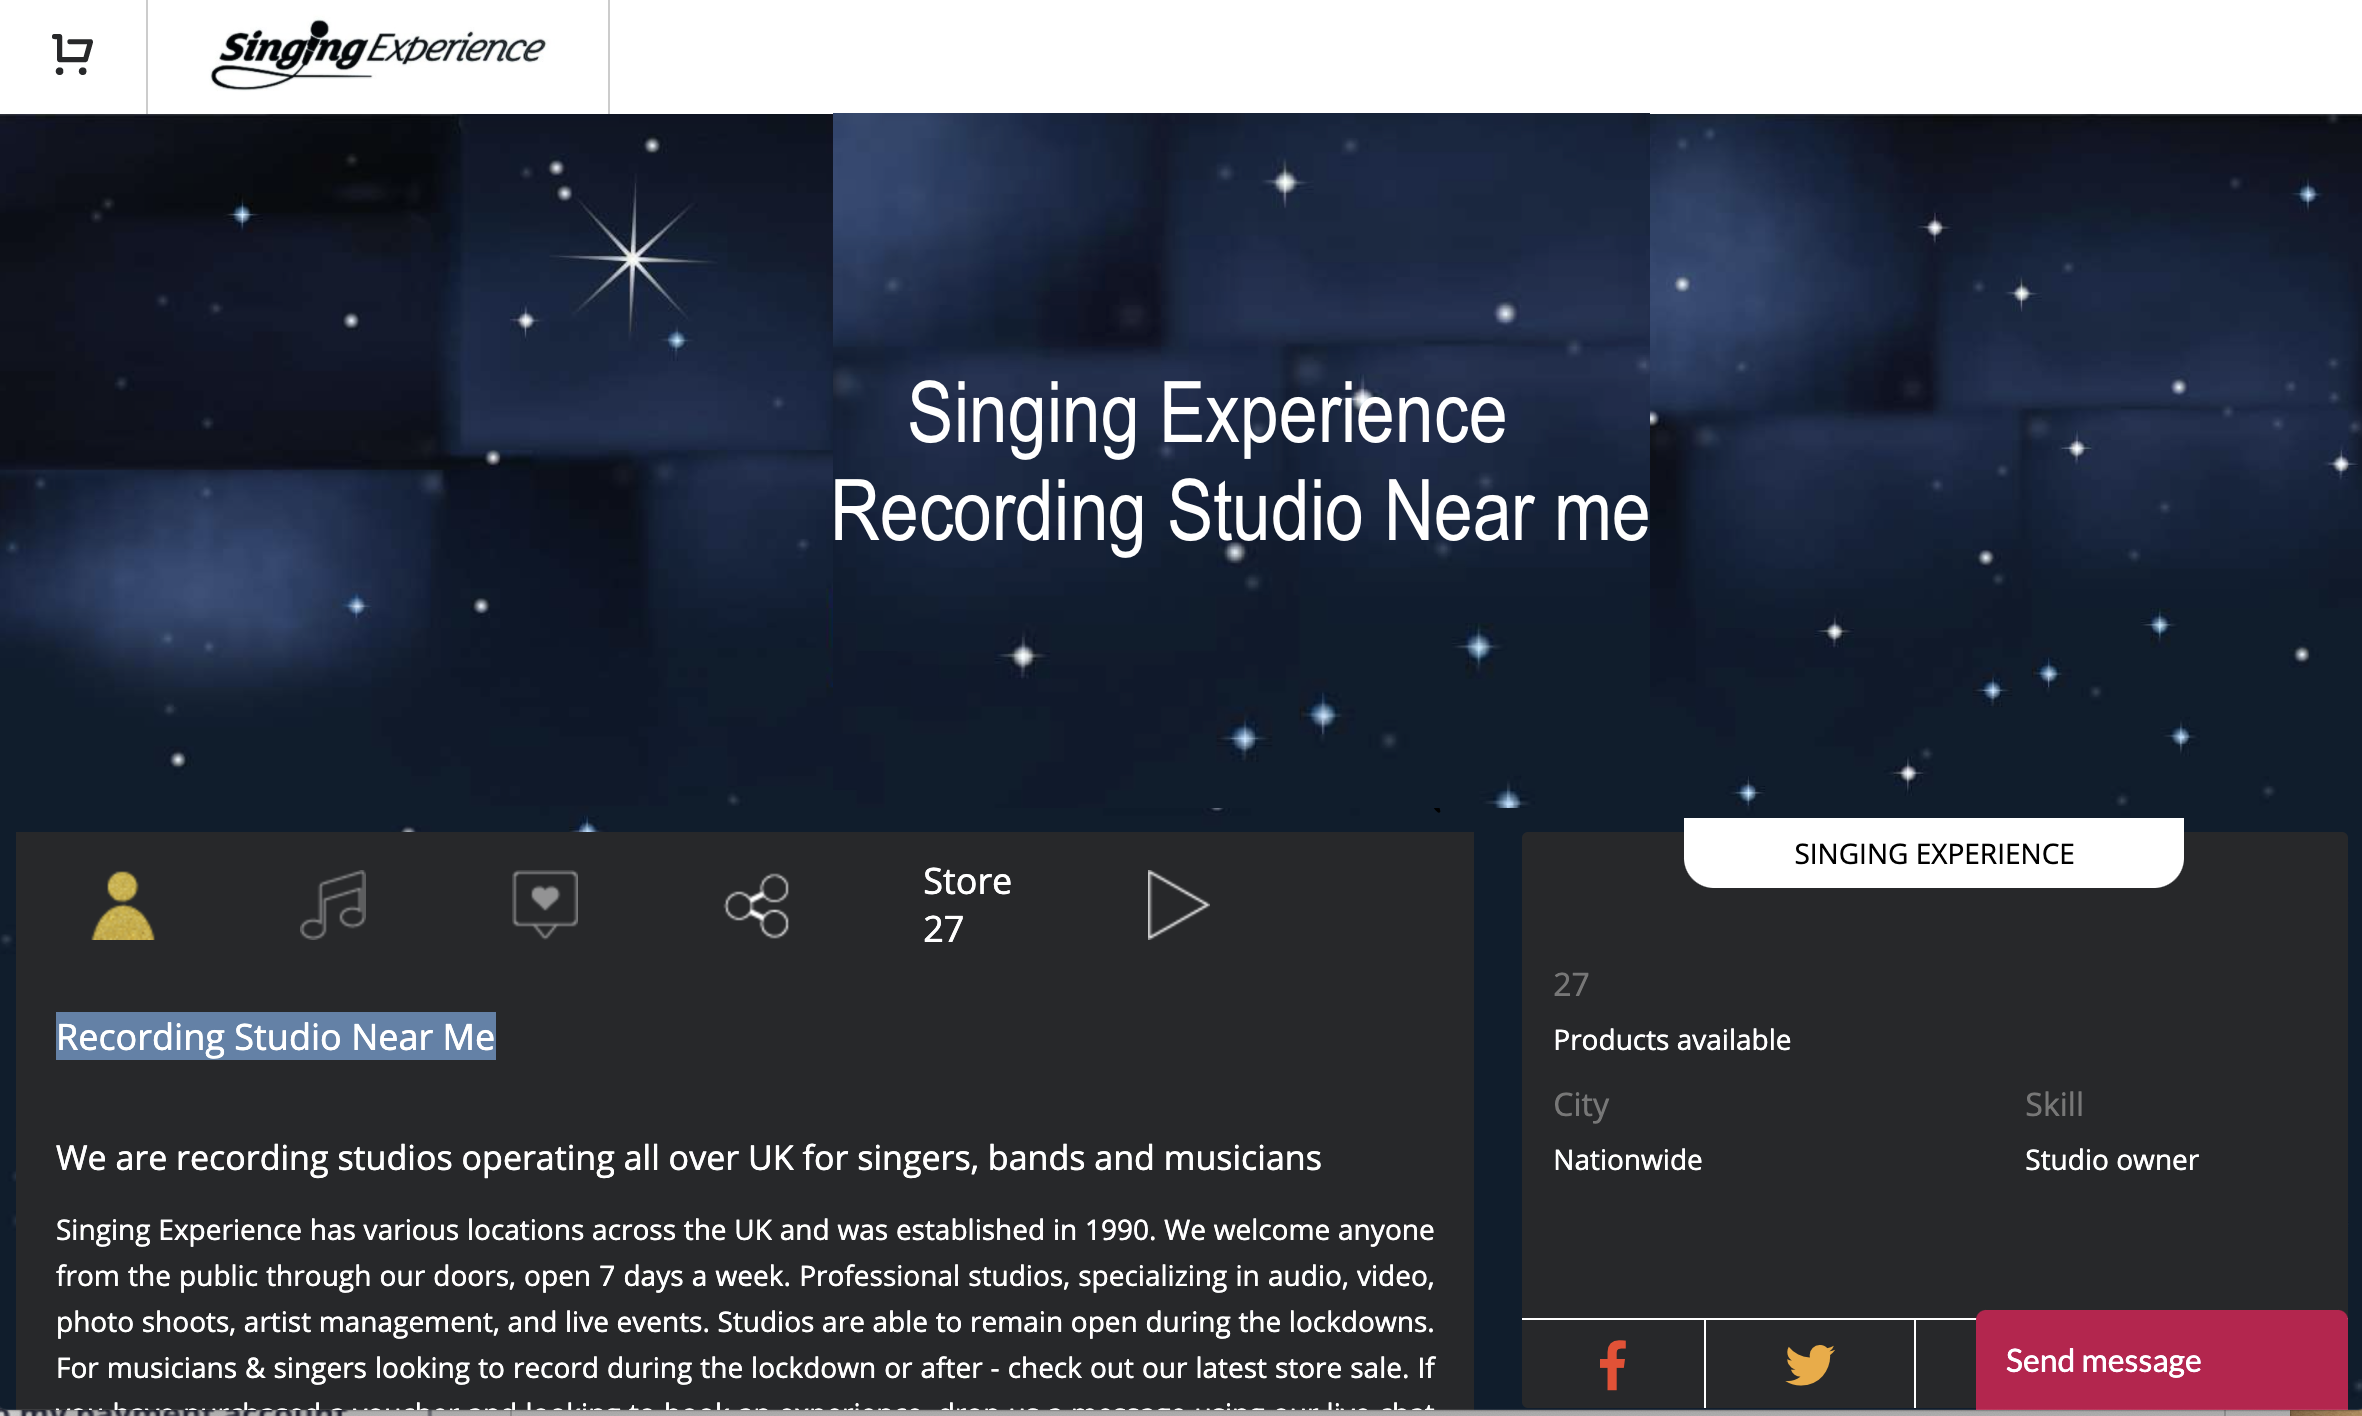 Singing Experience
Singing Experience
Recording Studio Near me
Store
27
Recording Studio Near Me
We are recording studios operating all over UK for singers, bands and musicians
Singing Experience has various locations across the UK and was established in 1990. We welcome anyone
from the public through our doors, open 7 days a week. Professional studios, specializing in audio, video,
photo shoots, artist management, and live events. Studios are able to remain open during the lockdowns.
For musicians & singers looking to record during the lockdown or after - check out our latest store sale. If
SINGING EXPERIENCE
27
Products available
City
Skill
Nationwide
Studio owner
Send message